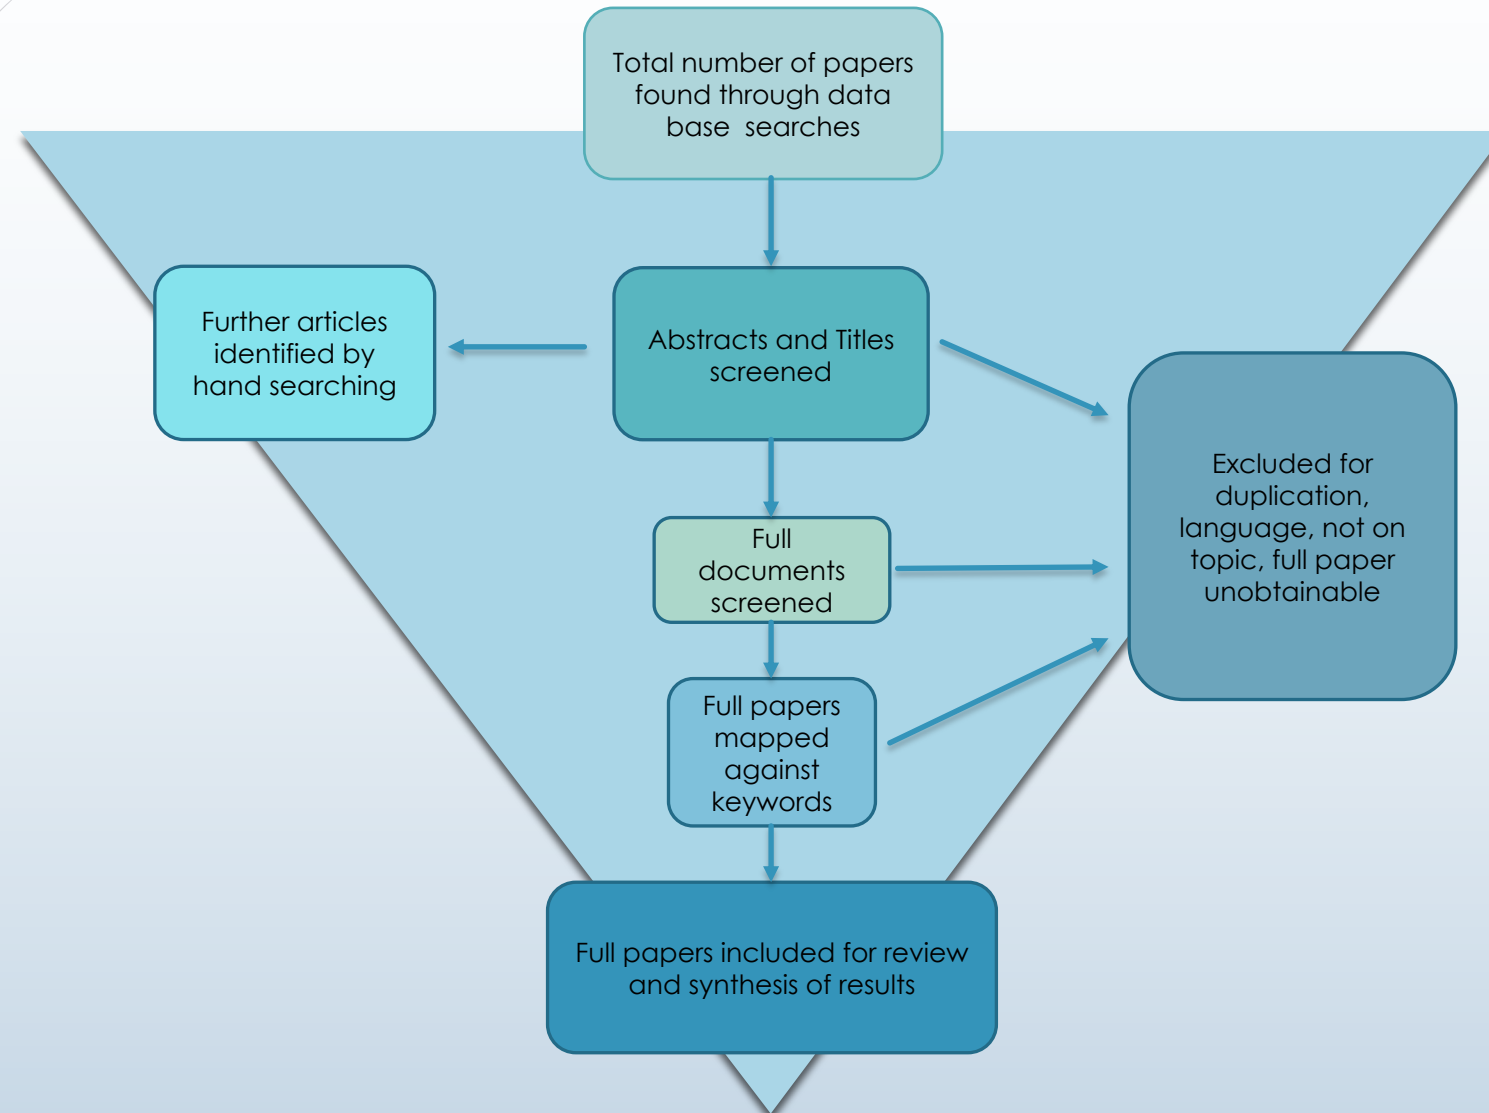 Total number of papers
found through data
base  searches
Further articles
identified by
hand searching
Abstracts and Titles
screened
Excluded for
duplication,
language, not on
topic, full paper
unobtainable
Full
documents
screened
Full papers
mapped
against
keywords
Full papers included for review
and synthesis of results